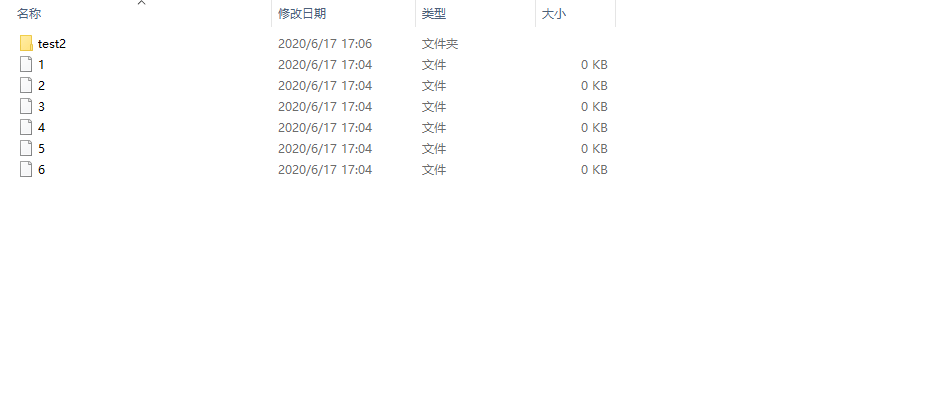 名称 修改日期 类型 大小
test2 2020/6/17 17:06 文件夹
1 2020/6/17 17:04 文件 0 KB
2 2020/6/17 17:04 文件 0 KB
3 2020/6/17 17:04 文件 0 KB
4 2020/6/17 17:04 文件 0 KB
5 2020/6/17 17:04 文件 0 KB
6 2020/6/17 17:04 文件 0 KB